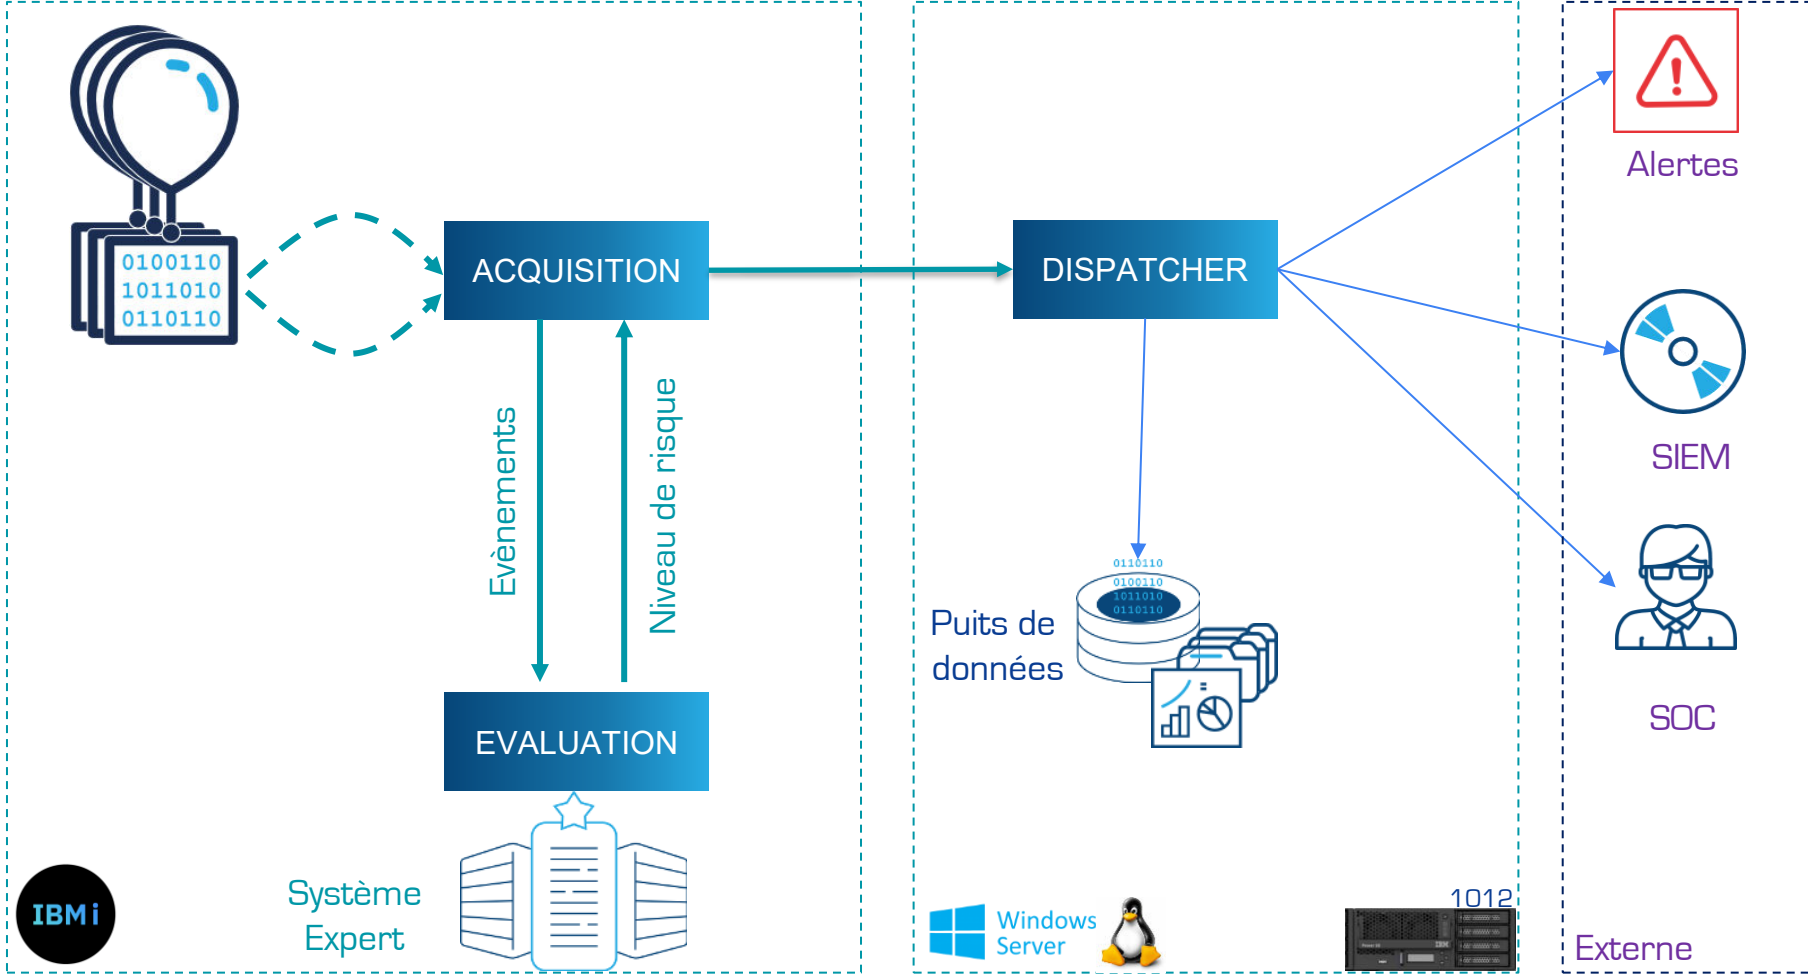 0100110
1011010
0110110
ACQUISITION
Evènements
Niveau de risque
EVALUATION
Système
Expert
IBM i
DISPATCHER
0110110
0100110
1011010
0110110
Puits de
données
Windows
Server
1012
Alertes
SIEM
SOC
Externe